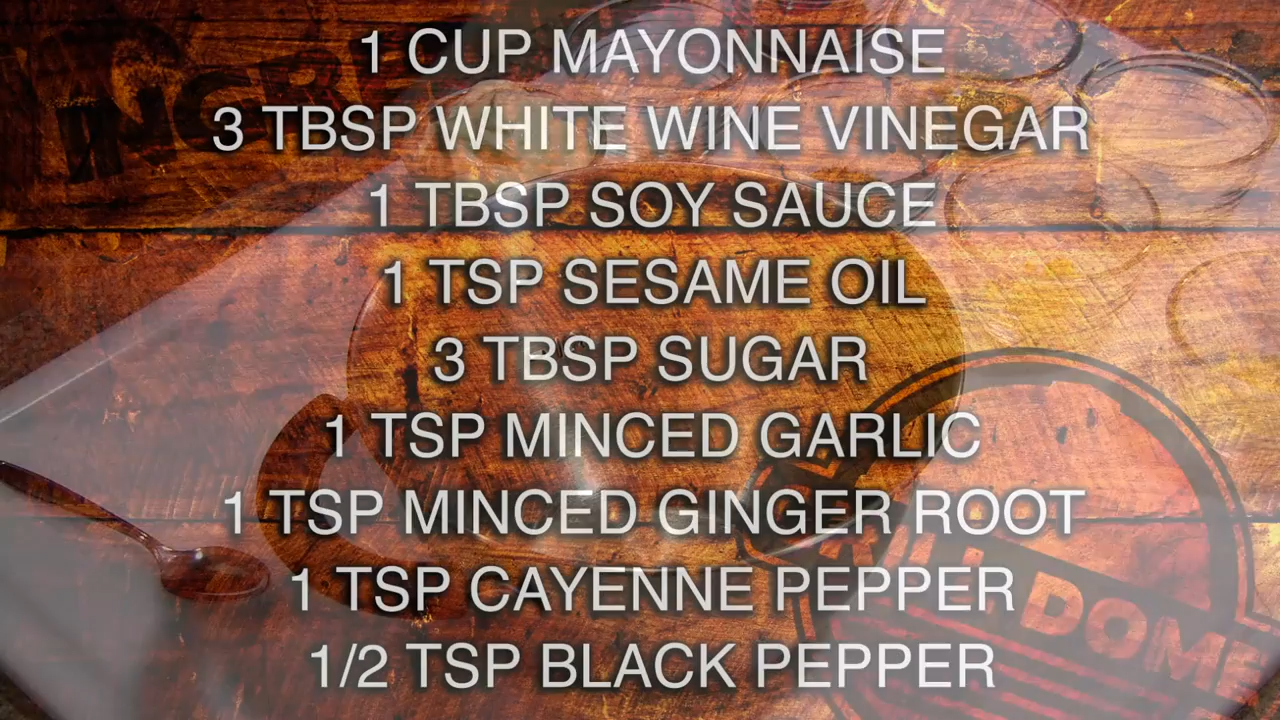 1 CUP MAYONNAISE
3 TBSP WHITE WINE VINEGAR
1 TBSP SOY SAUCE
1 TSP SESAME OIL
3 TBSP SUGAR
1 TSP MINCED GARLIC
1 TSP MINCED GINGER ROOT
1 TSP CAYENNE PEPPER
1/2 TSP BLACK PEPPER